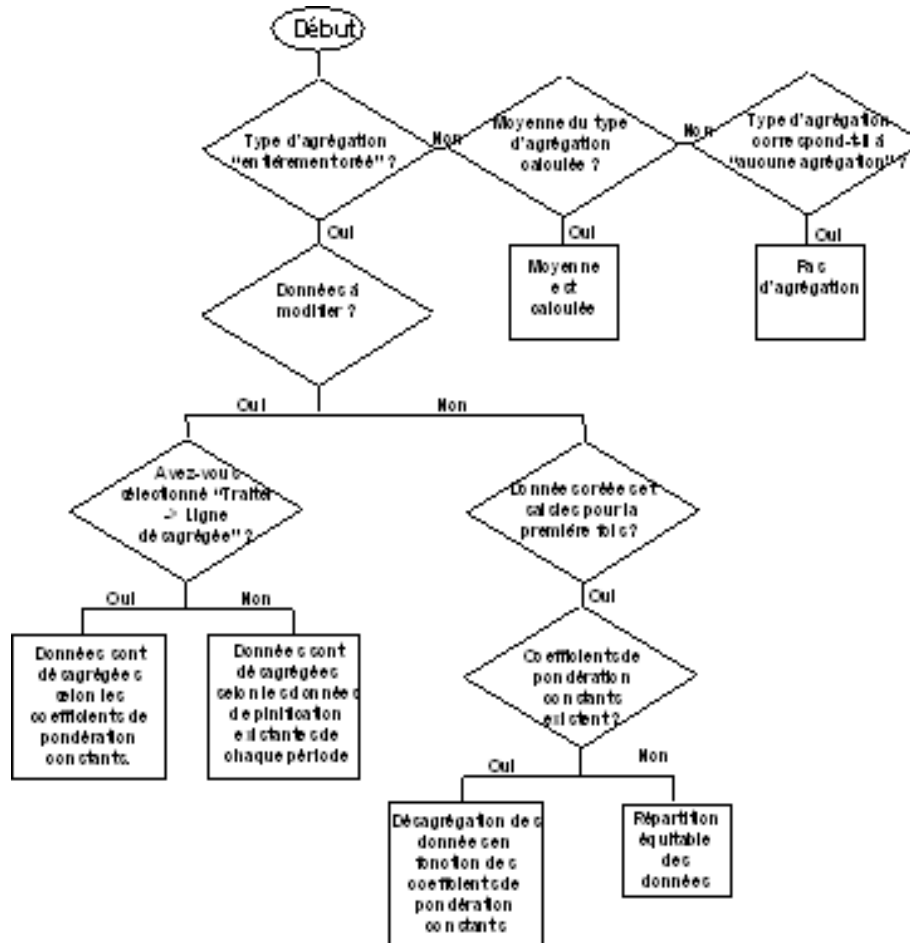 Début
Type d'agrégation
"entièrement créé" ?
Non
Moyenne du type
d'agrégation
calculée ?
Non
Type d'agrégation
correspond-t-il à
"aucune agrégation" ?
Oui
Oui
Oui
Données à
modifier ?
Moyenne
est
calculée
Pas
d'agrégation
Oui
Non
Avez-vous
sélectionné "Traiter
-> Ligne
désagrégée" ?
Données créées et
saisies pour la
première fois ?
Oui
Non
Oui
Données sont
désagrégées
selon les
coefficients de
pondération
constants.
Données sont
désagrégées
selon les données
de pinification
existantes de
chaque période
Coefficients de
pondération
constants
existent ?
Oui
Non
Désagrégation des
données en
fonction des
coefficients de
pondération
constants
Répartition
équitable
des
données